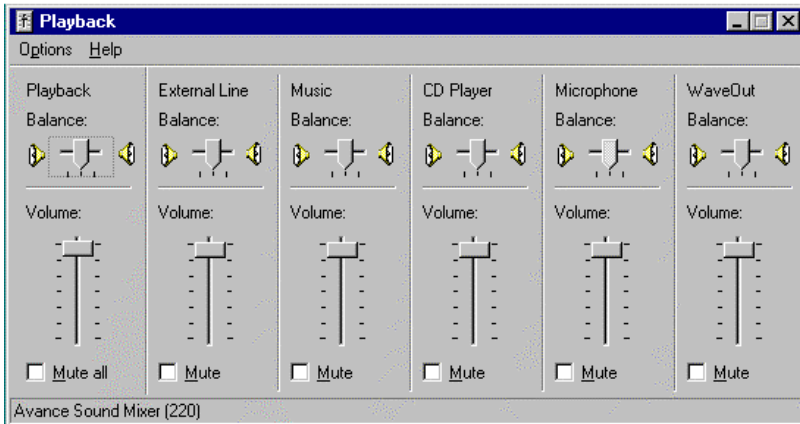 Playback
Options Help
Playback External Line Music CD Player Microphone WaveOut
Balance: Balance: Balance: Balance: Balance: Balance:
Volume: Volume: Volume: Volume: Volume: Volume:
Mute all Mute Mute Mute Mute Mute
Avance Sound Mixer (220)